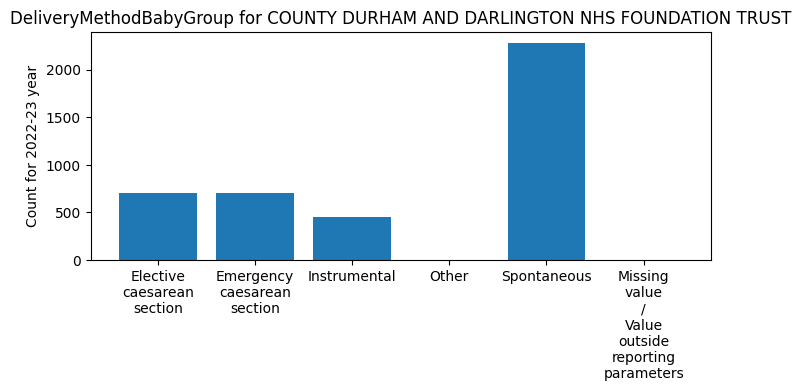 DeliveryMethodBabyGroup for COUNTY DURHAM AND DARLINGTON NHS FOUNDATION TRUST
Count for 2022-23 year
2000
1500
1000
500
0
Elective
caesarean
section
Emergency
caesarean
section
Instrumental
Other
Spontaneous
Missing
value
/
Value
outside
reporting
parameters